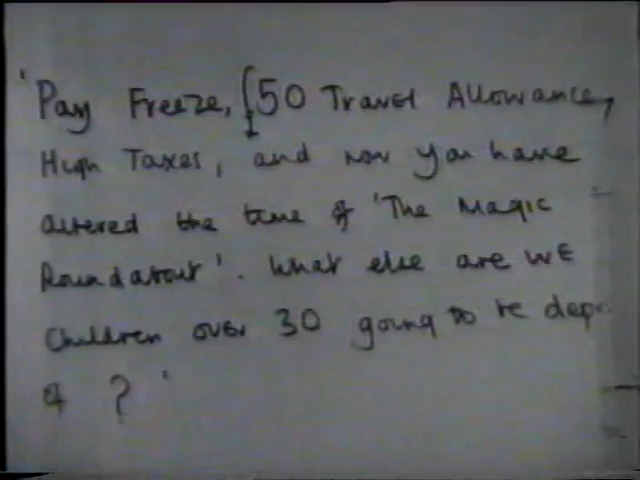 'Pay Freeze, £50 Travel Allowance,
High Taxes, and now you have
altered the time of 'The Magic
Roundabout'. What else are we
children over 30 going to be dep
of ?'